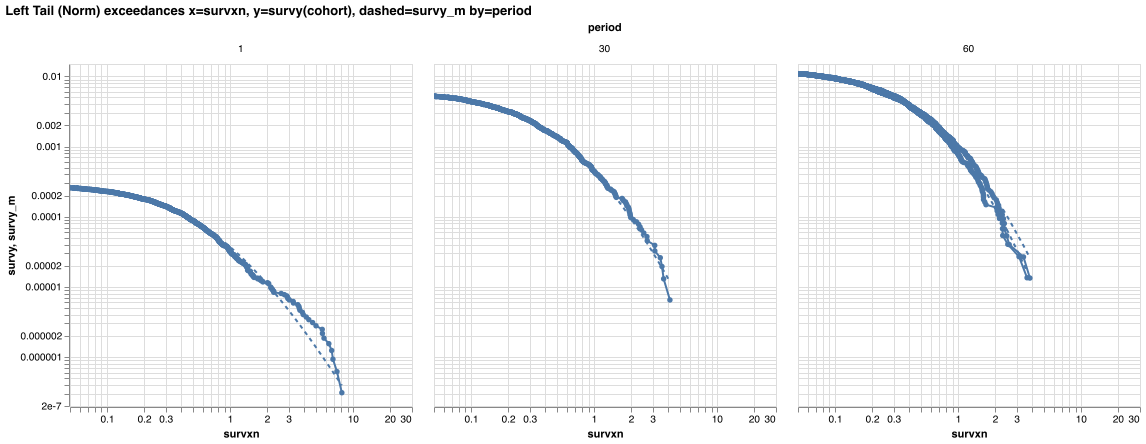 Left Tail (Norm) exceedances x=survxn, y=survy(cohort), dashed=survy_m by=period
period
1 30 60
survy, survy_m
0.01
0.002
0.001
0.0002
0.0001
0.00002
0.00001
0.000002
0.000001
2e-7
0.1 0.2 0.3 1 2 3 10 20 30 0.1 0.2 0.3 1 2 3 10 20 30 0.1 0.2 0.3 1 2 3 10 20 30
survxn survxn survxn